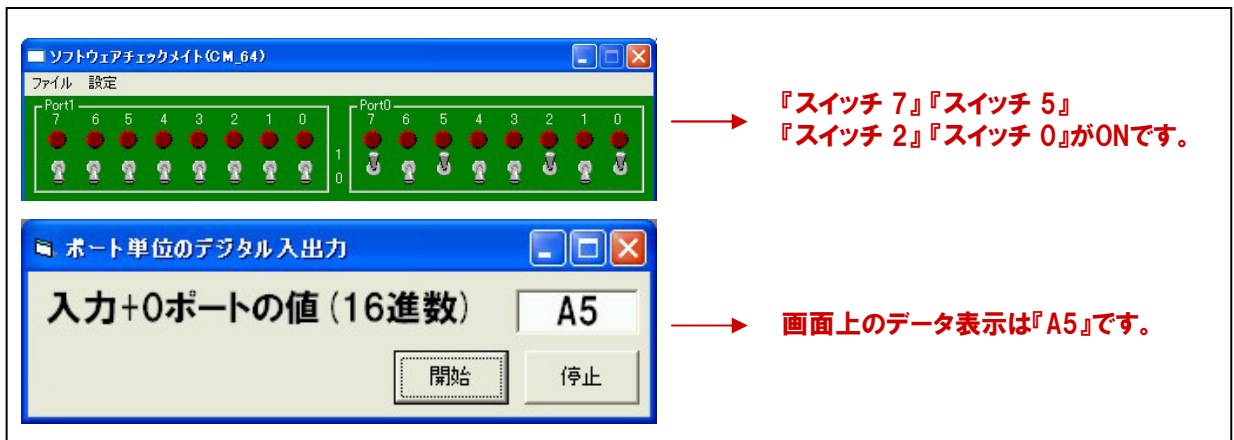 ソフトウェアチェックメイト(CM_64)
ファイル 設定
Port1
7 6 5 4 3 2 1 0
1
0
Port0
7 6 5 4 3 2 1 0
『スイッチ 7』『スイッチ 5』
『スイッチ 2』『スイッチ 0』がONです。
ポート単位のデジタル入出力
入力+0ポートの値(16進数) A5
開始 停止
画面上のデータ表示は『A5』です。